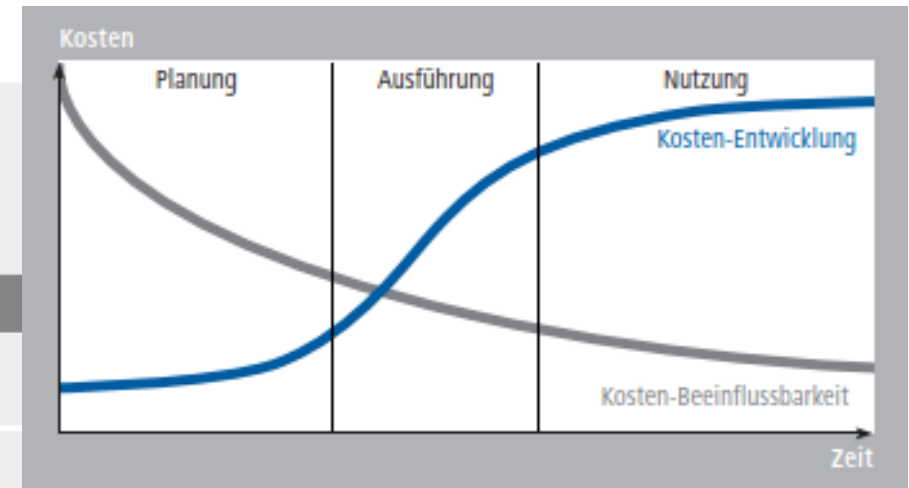 Kosten
Planung
Ausführung
Nutzung
Kosten-Entwicklung
Kosten-Beeinflussbarkeit
Zeit